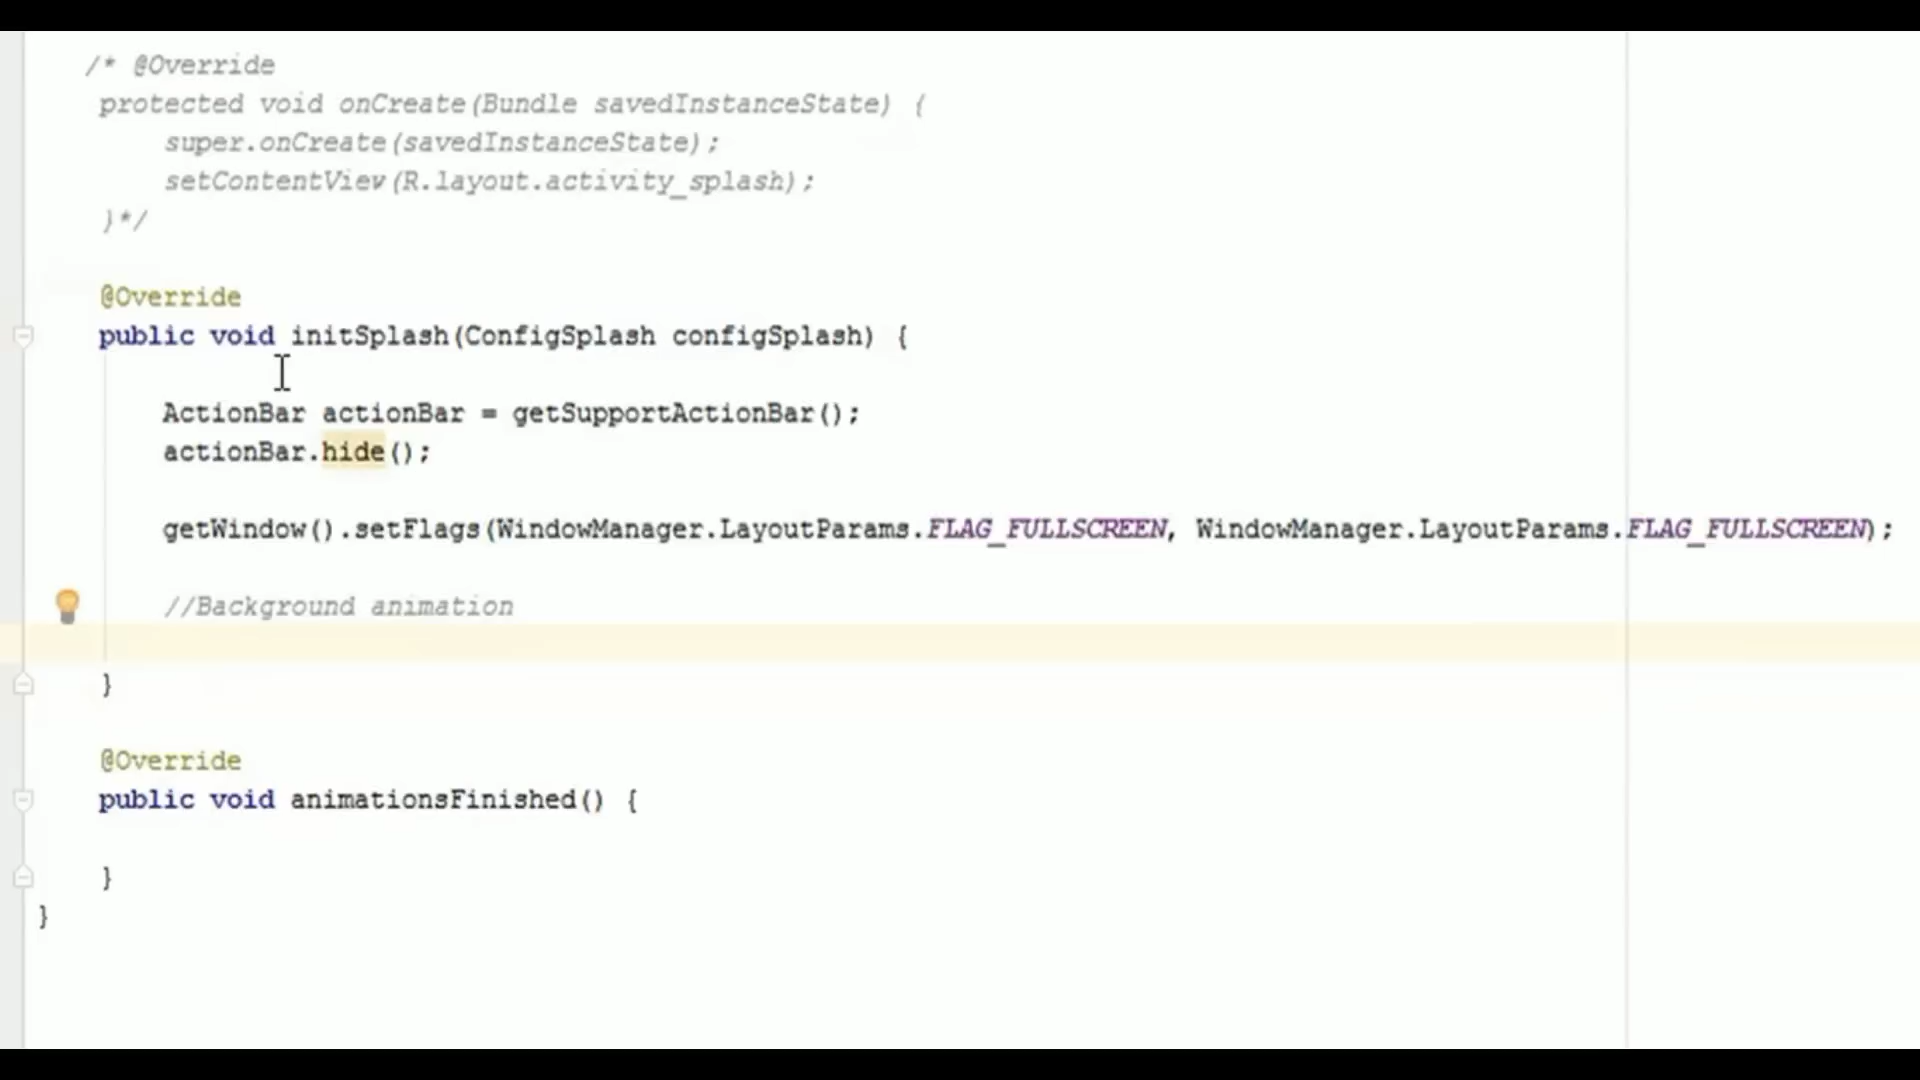 /* @Override
protected void onCreate(Bundle savedInstanceState) {
super.onCreate(savedInstanceState);
setContentView(R.layout.activity_splash);
}*/
@Override
public void initSplash(ConfigSplash configSplash) {
ActionBar actionBar = getSupportActionBar();
actionBar.hide();
getWindow().setFlags(WindowManager.LayoutParams.FLAG_FULLSCREEN, WindowManager.LayoutParams.FLAG_FULLSCREEN);
//Background animation
}
@Override
public void animationsFinished() {
}
}